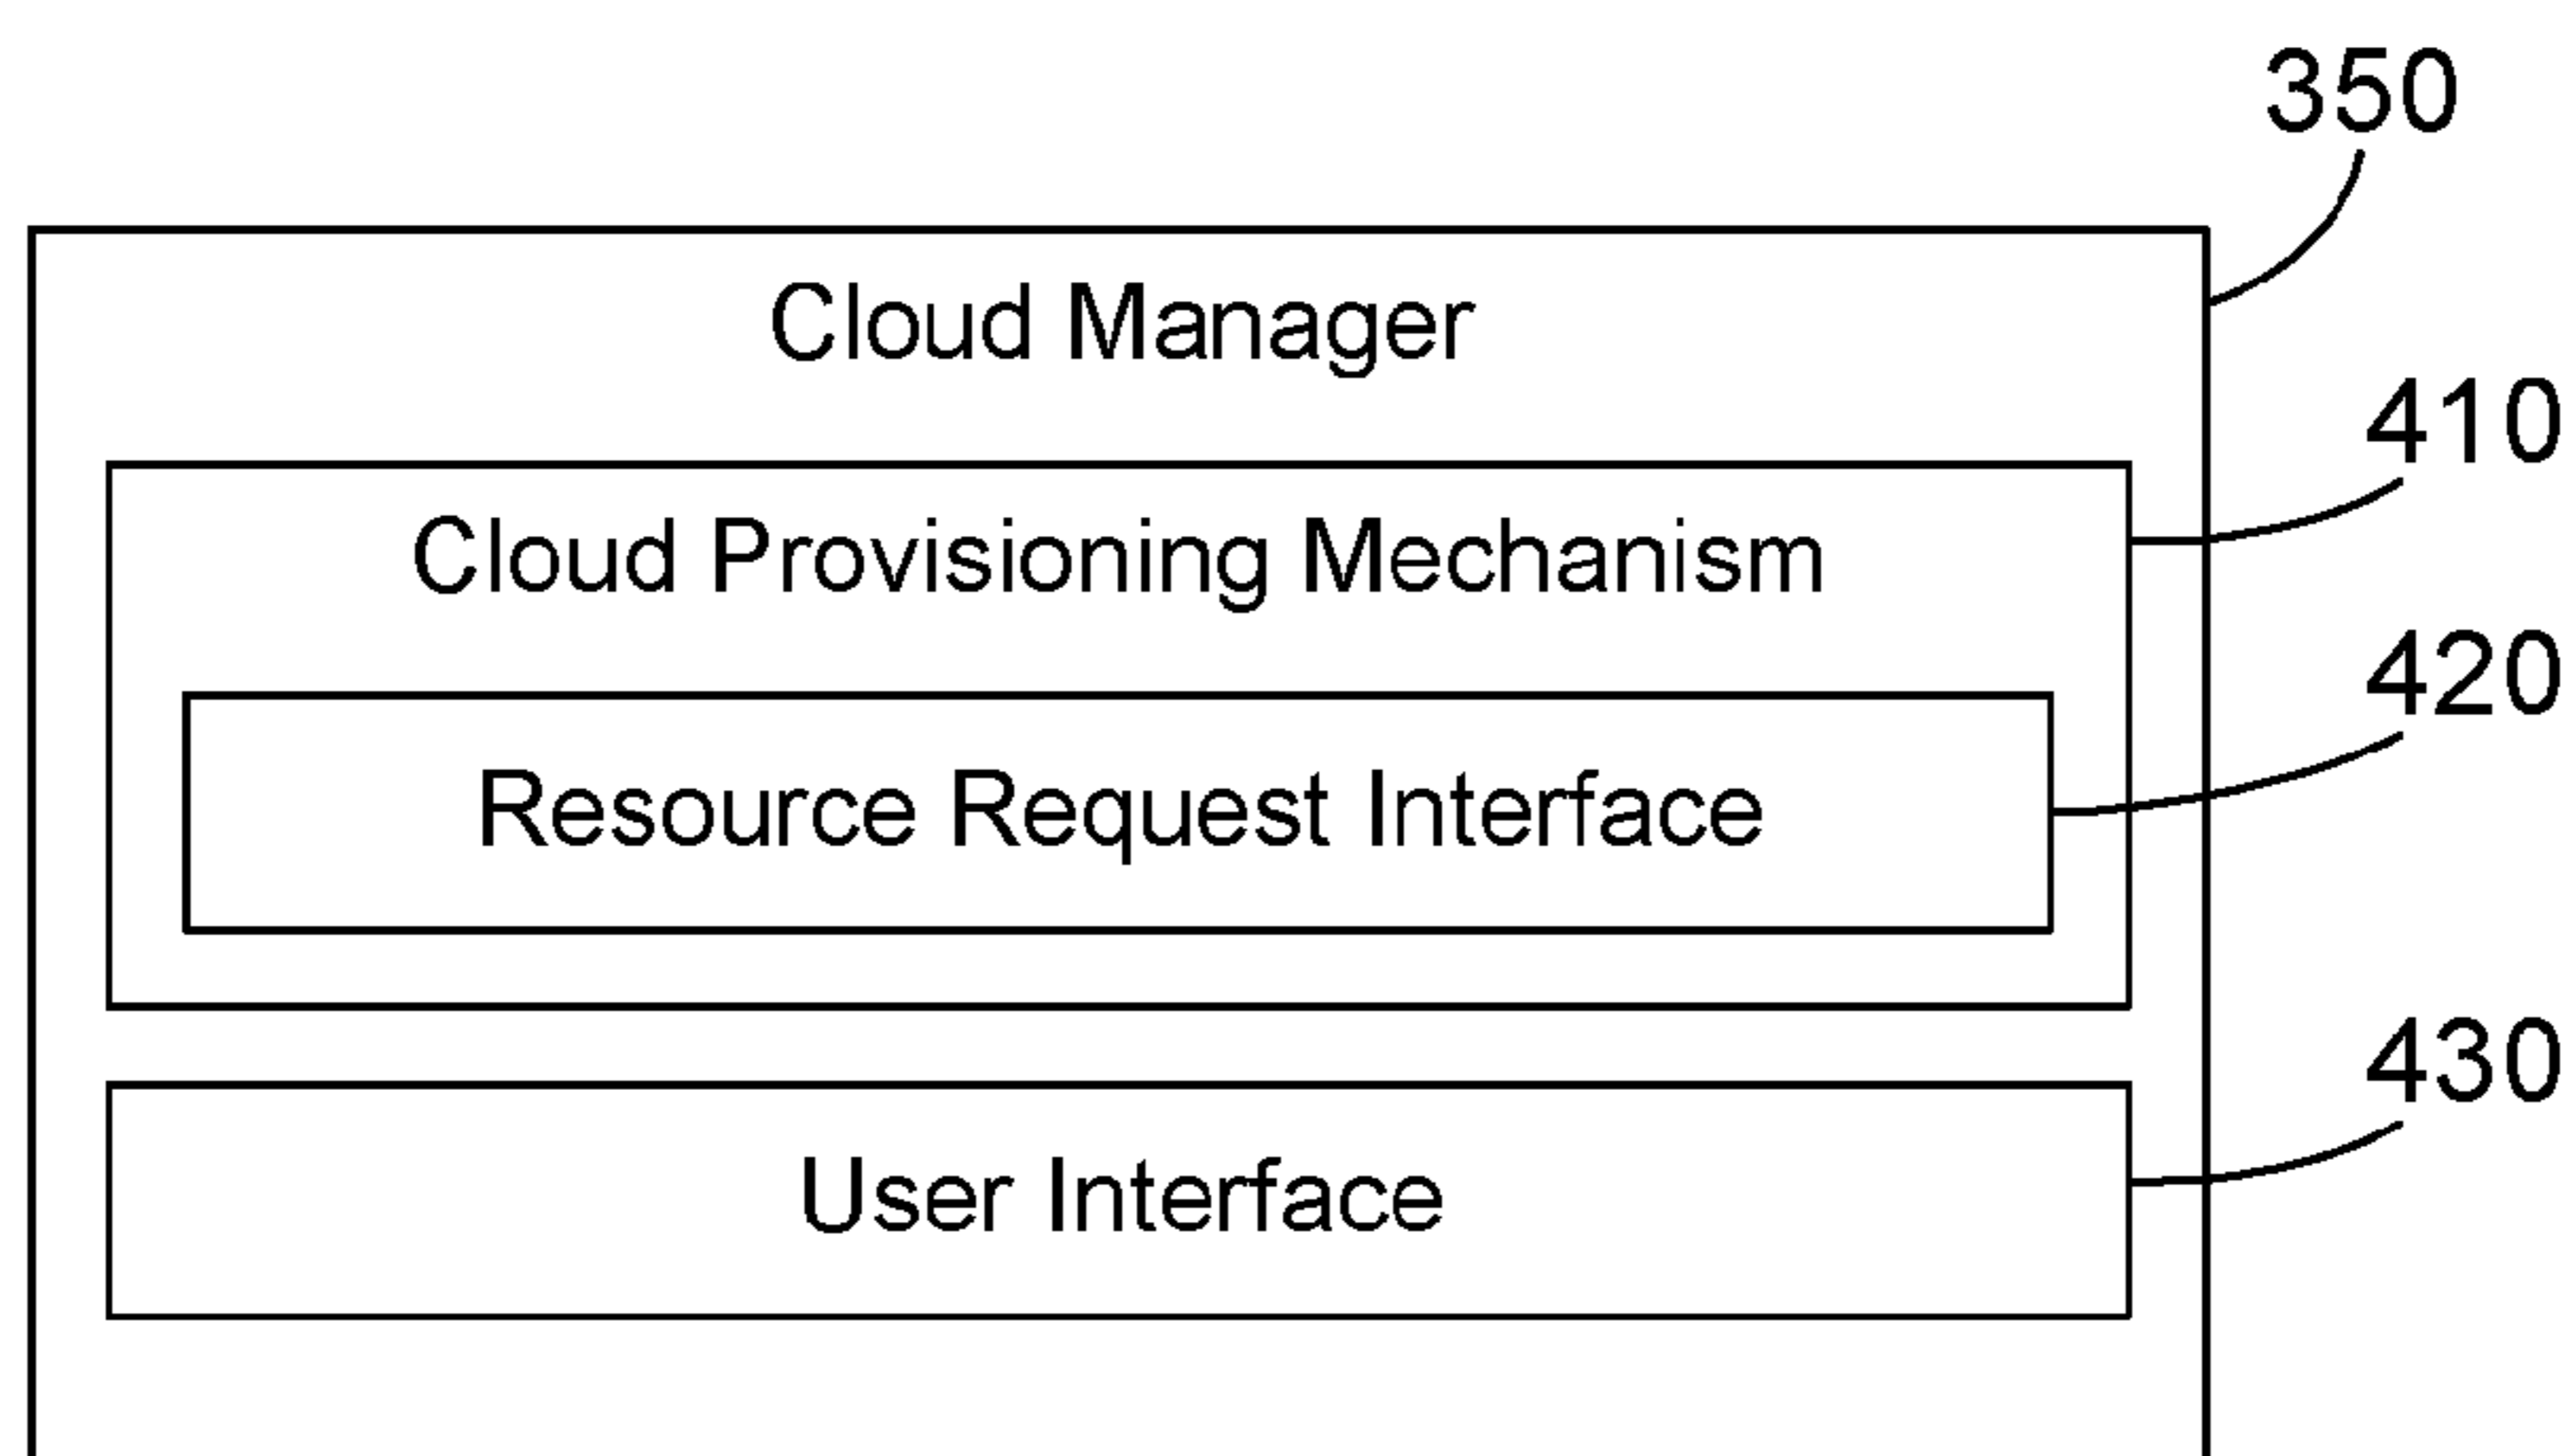 350
Cloud Manager
410
Cloud Provisioning Mechanism
420
Resource Request Interface
430
User Interface